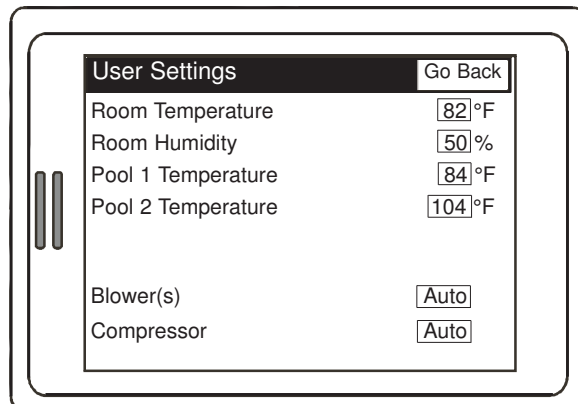 User Settings Go Back
Room Temperature 82 °F
Room Humidity 50 %
Pool 1 Temperature 84 °F
Pool 2 Temperature 104 °F
Blower(s) Auto
Compressor Auto